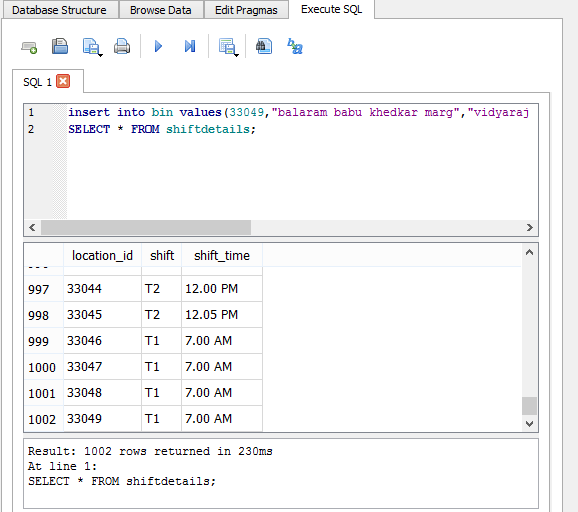 Database Structure Browse Data Edit Pragmas Execute SQL
SQL 1
1 insert into bin values(33049,"balaram babu khedkar marg","vidyaraj
2 SELECT * FROM shiftdetails;
location_id shift shift_time
997 33044 T2 12.00 PM
998 33045 T2 12.05 PM
999 33046 T1 7.00 AM
1000 33047 T1 7.00 AM
1001 33048 T1 7.00 AM
1002 33049 T1 7.00 AM
Result: 1002 rows returned in 230ms
At line 1:
SELECT * FROM shiftdetails;